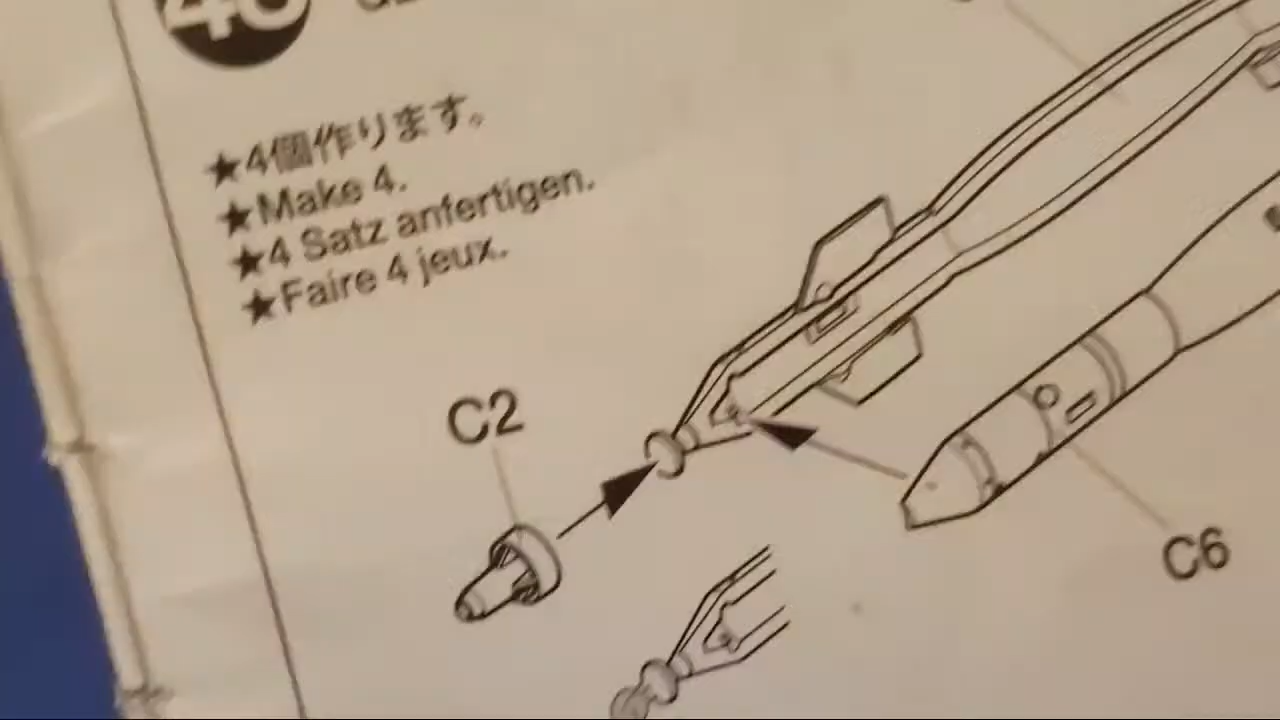 ★4個作ります。
★Make 4.
★4 Satz anfertigen.
★Faire 4 jeux.
C2
C6